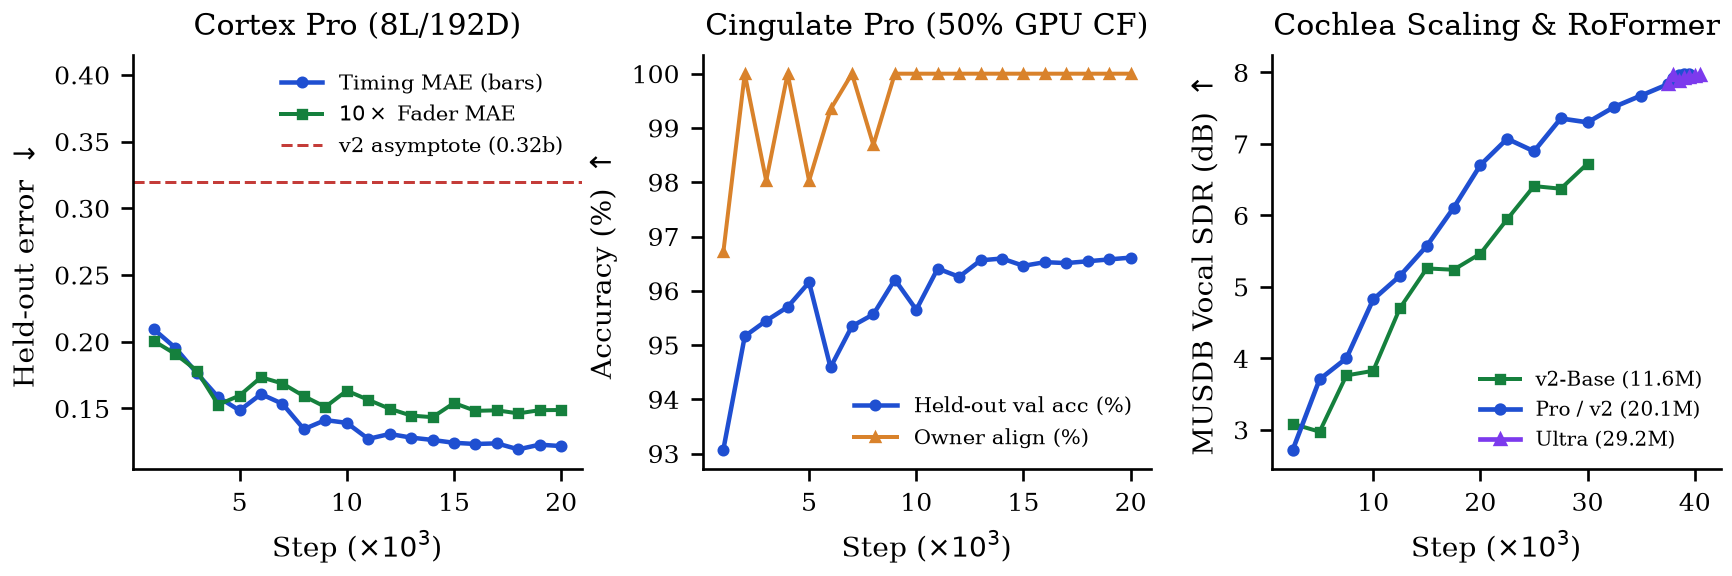 Cortex Pro (8L/192D)
Held-out error ↓
0.40
0.35
0.30
0.25
0.20
0.15
Timing MAE (bars)
10× Fader MAE
v2 asymptote (0.32b)
5
10
15
20
Step (×10³)
Cingulate Pro (50% GPU CF)
Accuracy (%) ↑
100
99
98
97
96
95
94
93
Held-out val acc (%)
Owner align (%)
5
10
15
20
Step (×10³)
Cochlea Scaling & RoFormer
MUSDB Vocal SDR (dB) ↑
8
7
6
5
4
3
v2-Base (11.6M)
Pro / v2 (20.1M)
Ultra (29.2M)
10
20
30
40
Step (×10³)